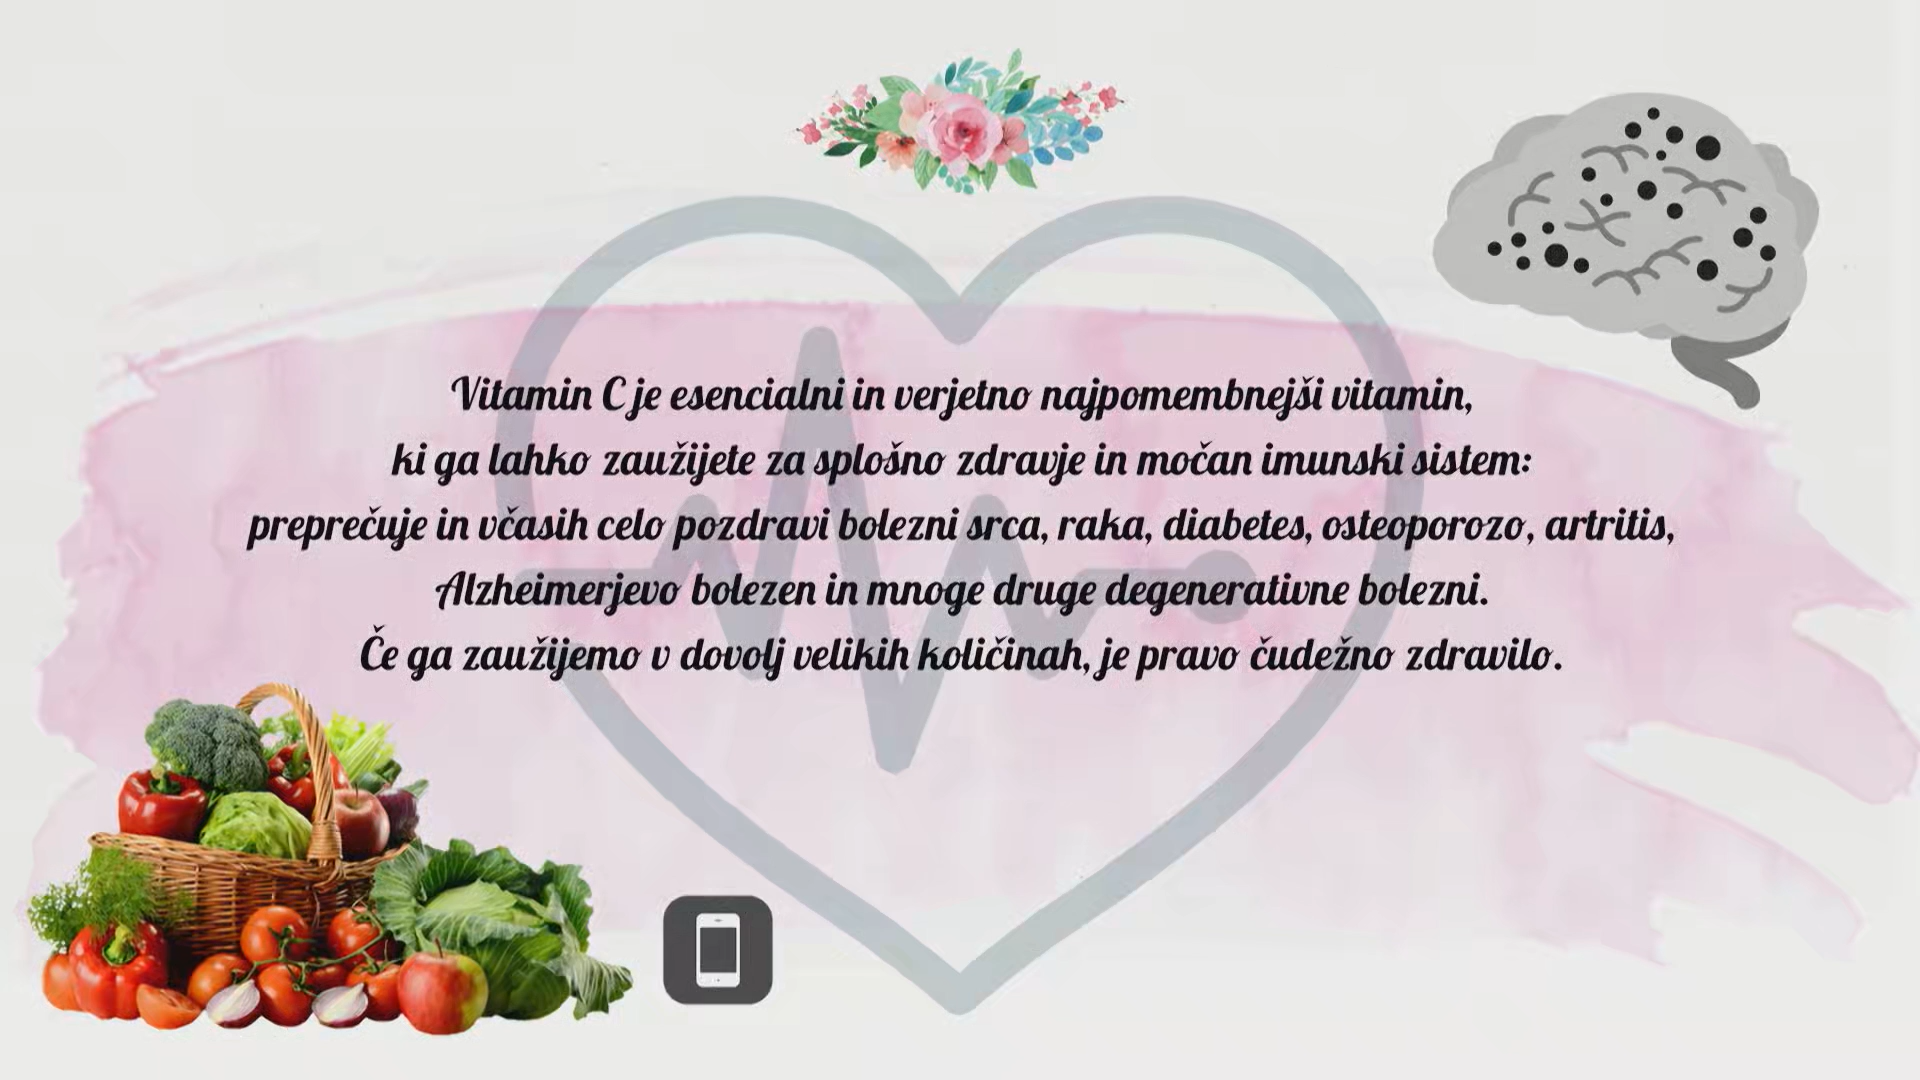 Vitamin C je esencialni in verjetno najpomembnejši vitamin,
ki ga lahko zaužijete za splošno zdravje in močan imunski sistem:
preprečuje in včasih celo pozdravi bolezni srca, raka, diabetes, osteoporozo, artritis,
Alzheimerjevo bolezen in mnoge druge degenerativne bolezni.
Če ga zaužijemo v dovolj velikih količinah, je pravo čudežno zdravilo.